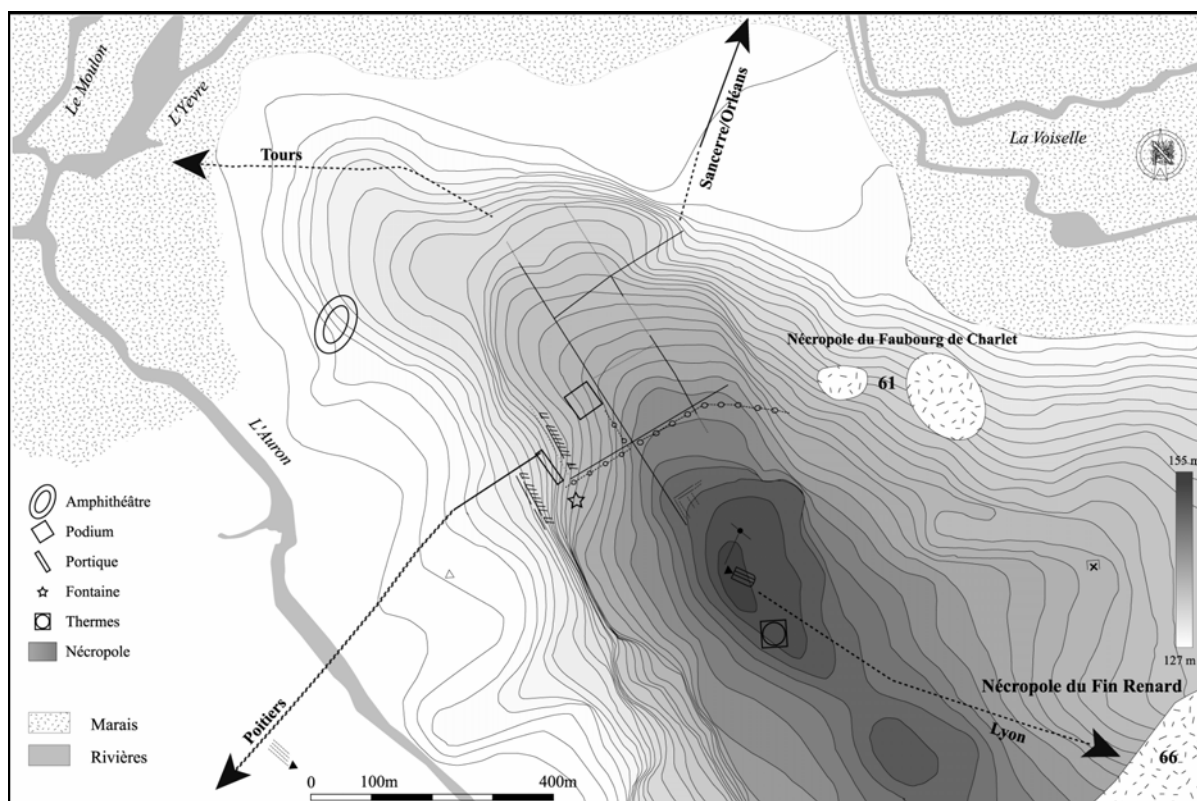 Le Moulon
L'Yèvre
Tours
Sancerre/Orléans
La Voiselle
N
Nécropole du Faubourg de Charlet
61
L'Auron
155 m
127 m
Amphithéâtre
Podium
Portique
Fontaine
Thermes
Nécropole
Marais
Rivières
Poitiers
Nécropole du Fin Renard
Lyon
66
0 100m 400m